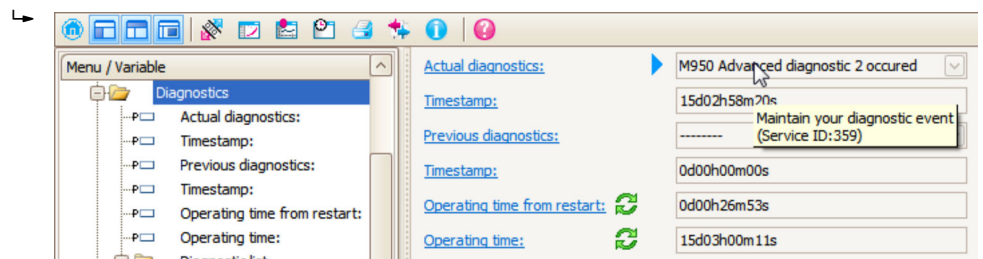 Menu / Variable
Diagnostics
Actual diagnostics:
Timestamp:
Previous diagnostics:
Timestamp:
Operating time from restart:
Operating time:
Actual diagnostics:
M950 Advanced diagnostic 2 occured
Timestamp:
15d02h58m20s
Maintain your diagnostic event
(Service ID:359)
Previous diagnostics:
--------
Timestamp:
0d00h00m00s
Operating time from restart:
0d00h26m53s
Operating time:
15d03h00m11s